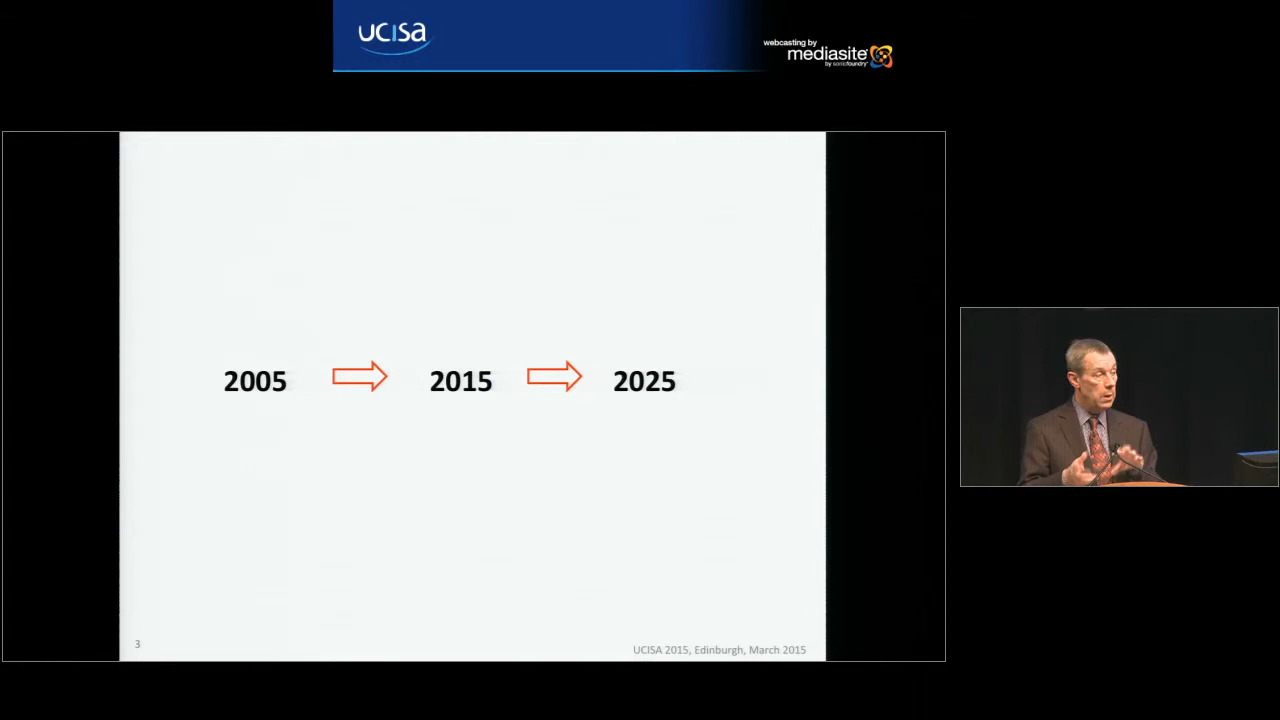 UCISA
webcasting by
mediasite
by sonicfoundry
2005 2015 2025
3
UCISA 2015, Edinburgh, March 2015